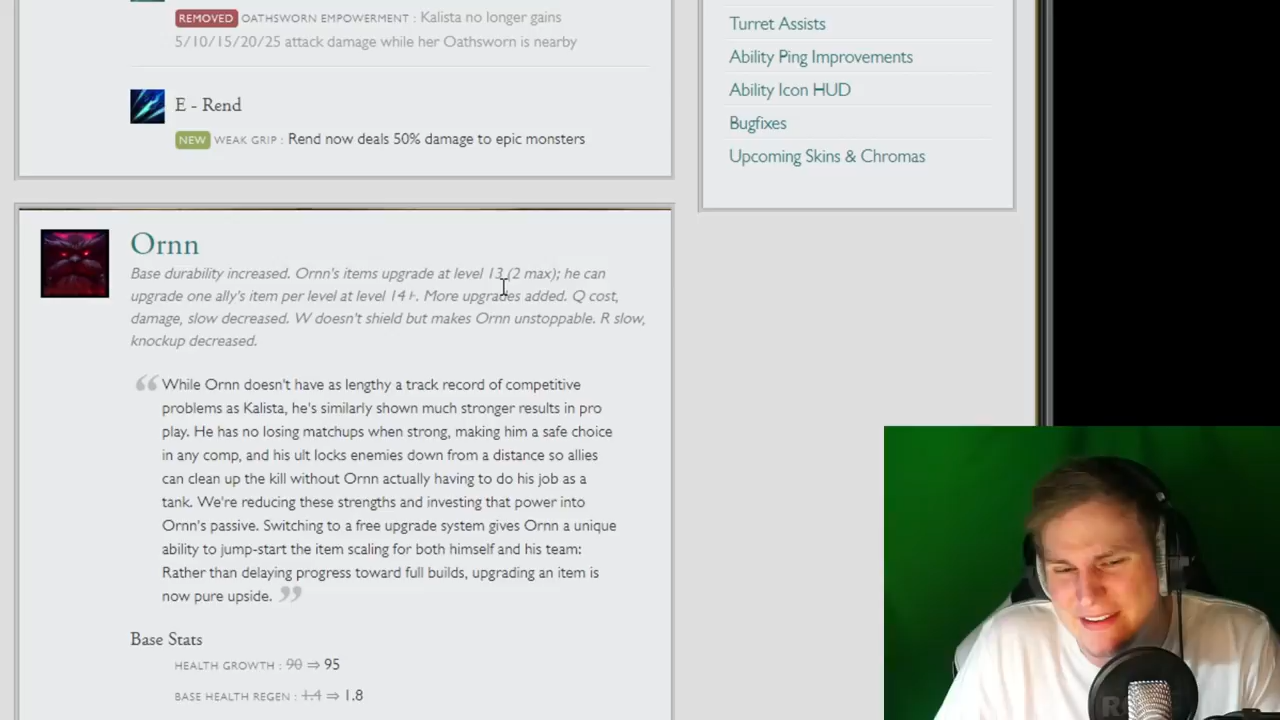 REMOVED OATHSWORN EMPOWERMENT : Kalista no longer gains
5/10/15/20/25 attack damage while her Oathsworn is nearby
E - Rend
NEW WEAK GRIP : Rend now deals 50% damage to epic monsters
Ornn
Base durability increased. Ornn's items upgrade at level 13 (2 max); he can
upgrade one ally's item per level at level 14+. More upgrades added. Q cost,
damage, slow decreased. W doesn't shield but makes Ornn unstoppable. R slow,
knockup decreased.
“ While Ornn doesn't have as lengthy a track record of competitive
problems as Kalista, he's similarly shown much stronger results in pro
play. He has no losing matchups when strong, making him a safe choice
in any comp, and his ult locks enemies down from a distance so allies
can clean up the kill without Ornn actually having to do his job as a
tank. We're reducing these strengths and investing that power into
Ornn's passive. Switching to a free upgrade system gives Ornn a unique
ability to jump-start the item scaling for both himself and his team:
Rather than delaying progress toward full builds, upgrading an item is
now pure upside. ”
Base Stats
HEALTH GROWTH : 90 ⇒ 95
BASE HEALTH REGEN : 1.4 ⇒ 1.8
Turret Assists
Ability Ping Improvements
Ability Icon HUD
Bugfixes
Upcoming Skins & Chromas